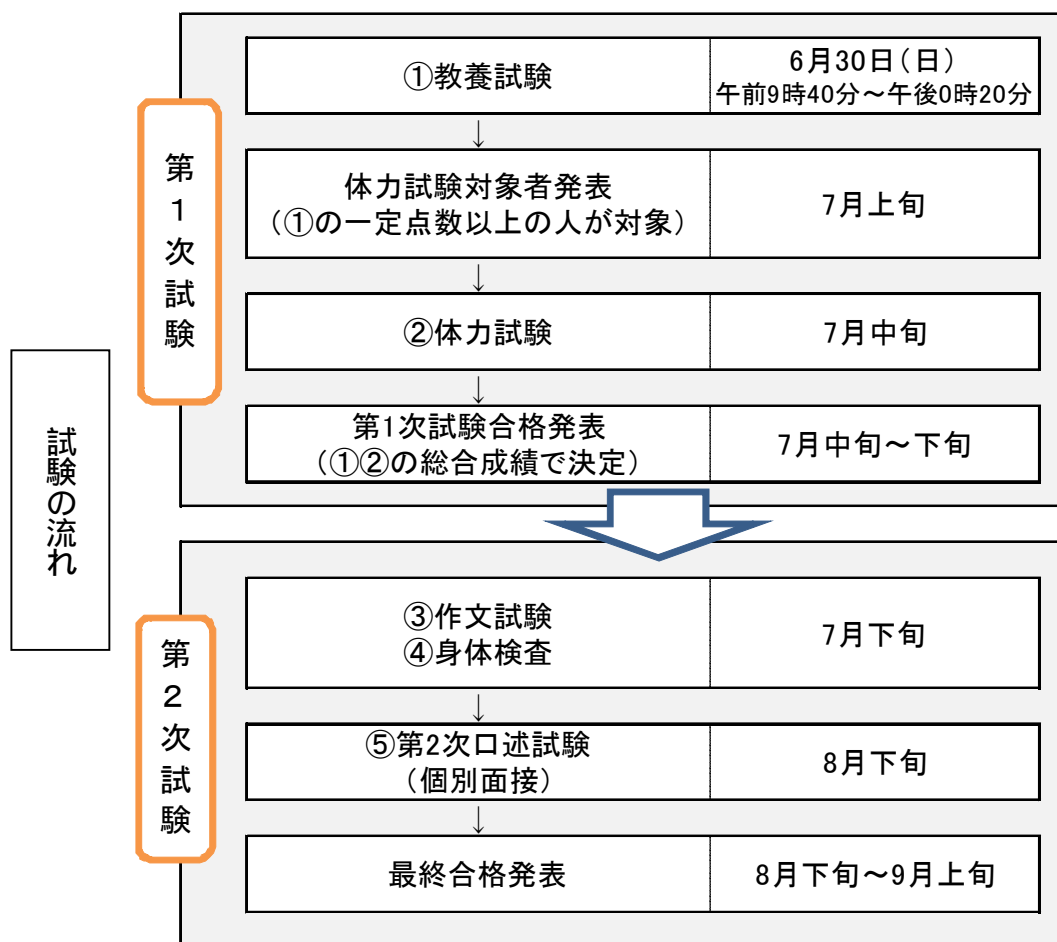 試験の流れ
第1次試験
①教養試験
6月30日(日)
午前9時40分~午後0時20分
↓
体力試験対象者発表
(①の一定点数以上の人が対象)
7月上旬
↓
②体力試験
7月中旬
↓
第1次試験合格発表
(①②の総合成績で決定)
7月中旬~下旬
第2次試験
③作文試験
④身体検査
7月下旬
↓
⑤第2次口述試験
(個別面接)
8月下旬
↓
最終合格発表
8月下旬~9月上旬